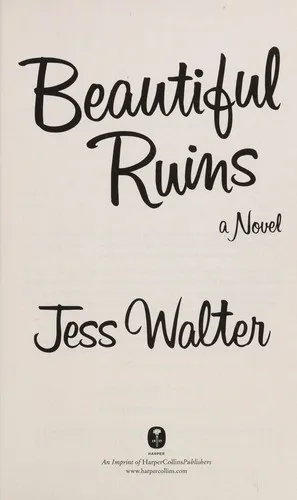 Beautiful
Ruins
a Novel
Jess Walter
HARPER
An Imprint of HarperCollinsPublishers
www.harpercollins.com